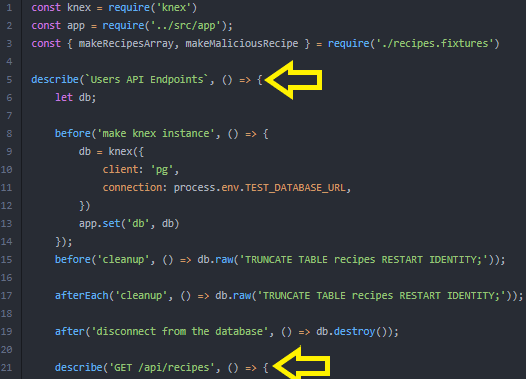 1 const knex = require('knex')
2 const app = require('../src/app');
3 const { makeRecipesArray, makeMaliciousRecipe } = require('./recipes.fixtures')
4
5 describe(`Users API Endpoints`, () => {
6 let db;
7
8 before('make knex instance', () => {
9 db = knex({
10 client: 'pg',
11 connection: process.env.TEST_DATABASE_URL,
12 })
13 app.set('db', db)
14 });
15 before('cleanup', () => db.raw('TRUNCATE TABLE recipes RESTART IDENTITY;'));
16
17 afterEach('cleanup', () => db.raw('TRUNCATE TABLE recipes RESTART IDENTITY;'));
18
19 after('disconnect from the database', () => db.destroy());
20
21 describe('GET /api/recipes', () => {